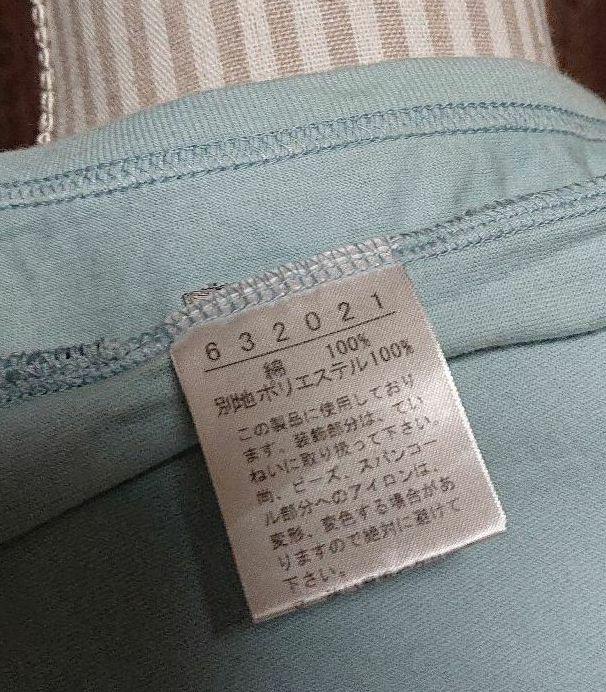 632021
綿 100%
別地ポリエステル100%
この製品に使用しており
ます。装飾部分は、てい
ねいに取り扱って下さい。
尚、ビーズ、スパンコー
ル部分へのアイロンは、
変形、変色する場合があ
りますので絶対に避けて
下さい。